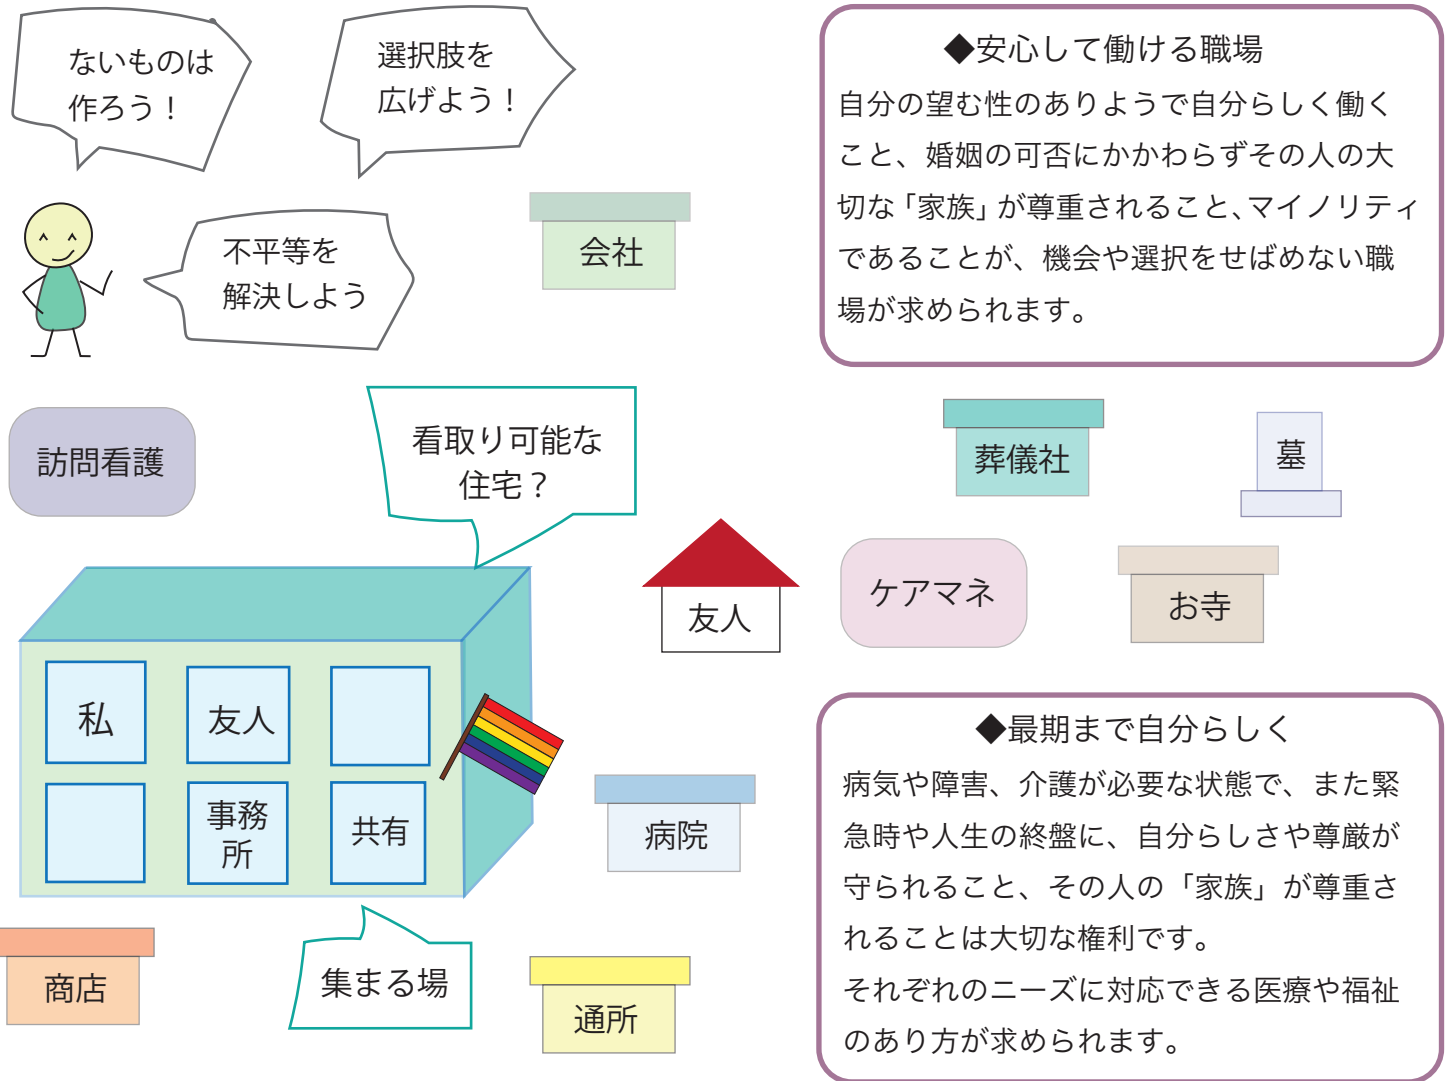 ないものは
作ろう！
選択肢を
広げよう！
不平等を
解決しよう
会社
◆安心して働ける職場
自分の望む性のありようで自分らしく働く
こと、婚姻の可否にかかわらずその人の大
切な「家族」が尊重されること、マイノリティ
であることが、機会や選択をせばめない職
場が求められます。
訪問看護
看取り可能な
住宅？
葬儀社
墓
友人
ケアマネ
お寺
私
友人
事務
所
共有
病院
商店
集まる場
通所
◆最期まで自分らしく
病気や障害、介護が必要な状態で、また緊
急時や人生の終盤に、自分らしさや尊厳が
守られること、その人の「家族」が尊重さ
れることは大切な権利です。
それぞれのニーズに対応できる医療や福祉
のあり方が求められます。